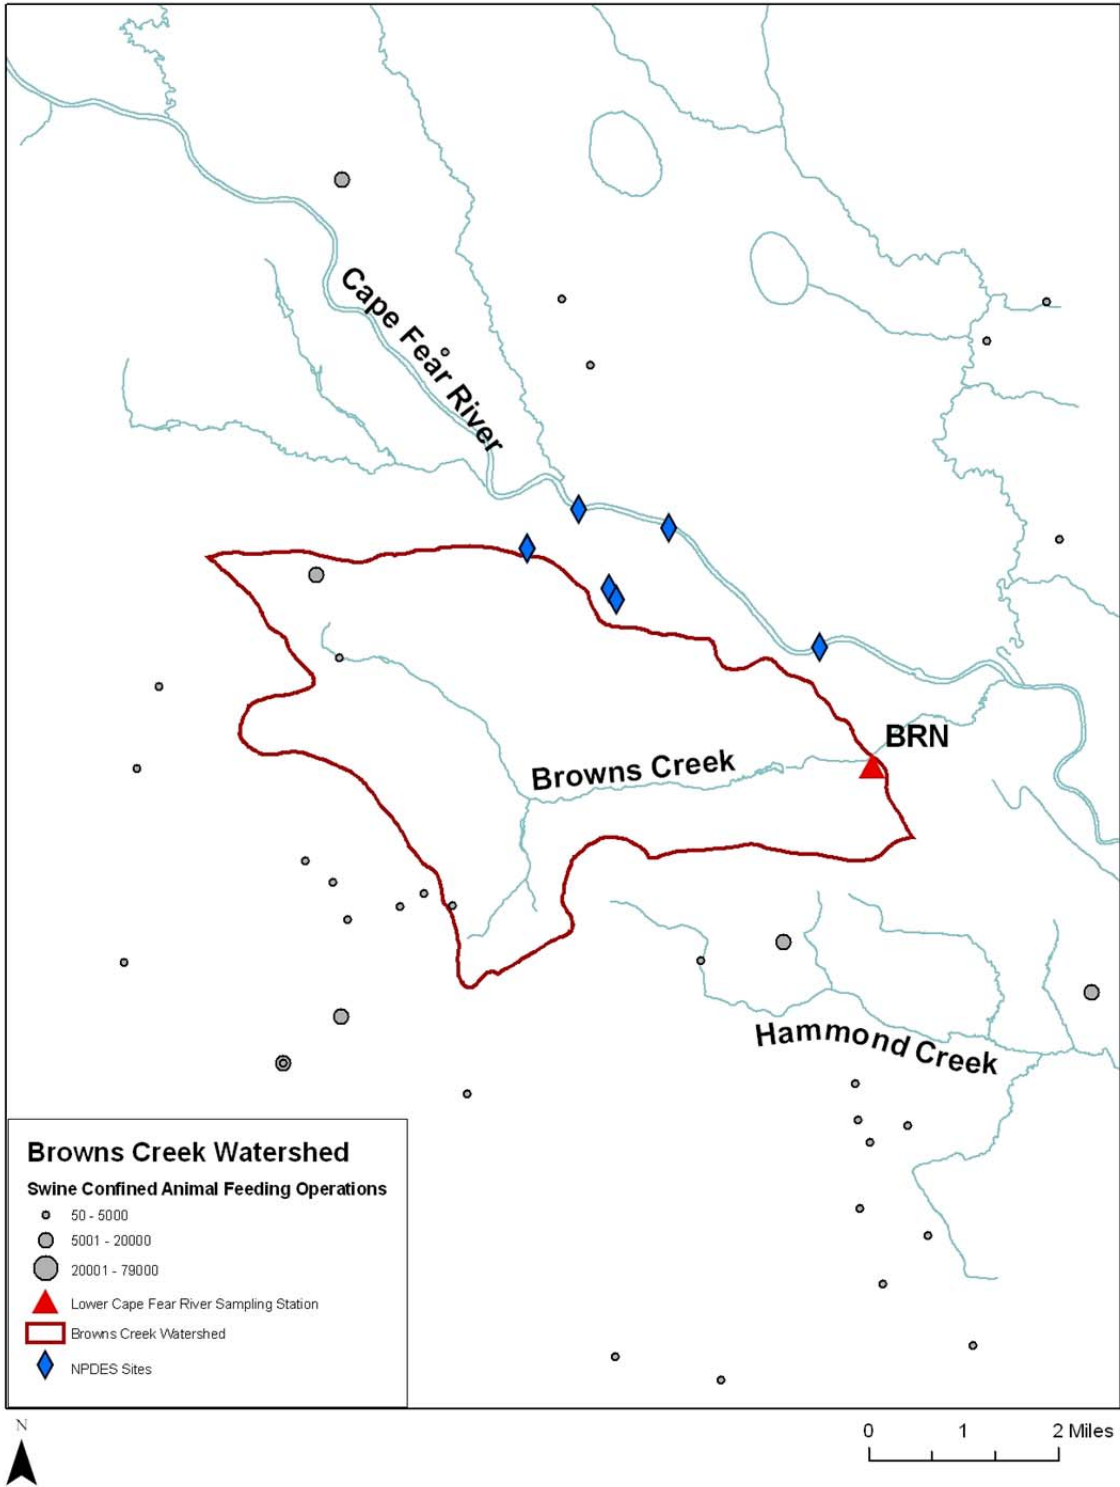 Cape Fear River
BRN
Browns Creek
Hammond Creek
Browns Creek Watershed
Swine Confined Animal Feeding Operations
50 - 5000
5001 - 20000
20001 - 79000
Lower Cape Fear River Sampling Station
Browns Creek Watershed
NPDES Sites
N
0 1 2 Miles